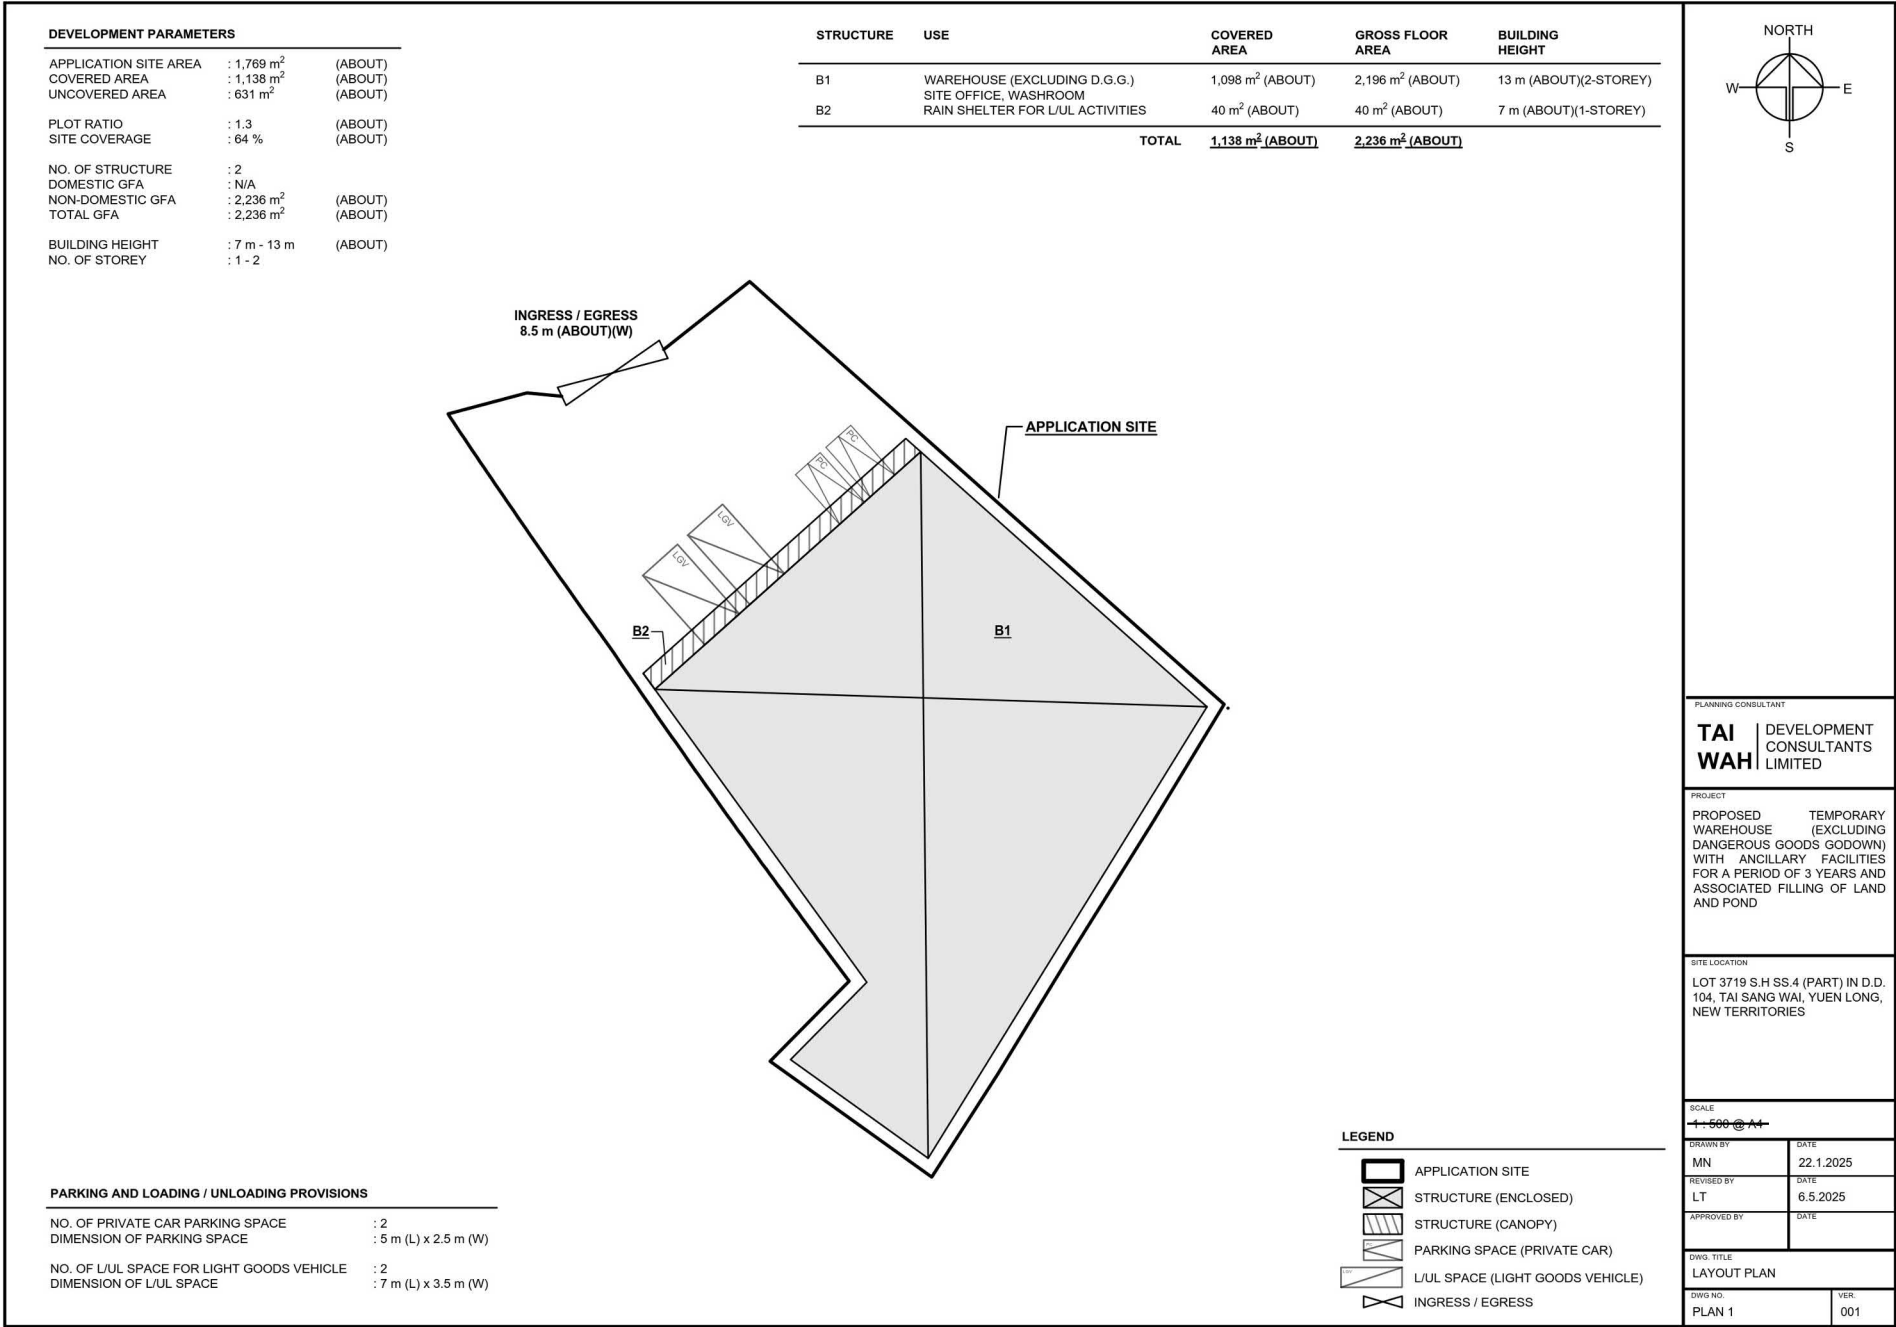 DEVELOPMENT PARAMETERS
APPLICATION SITE AREA : 1,769 m² (ABOUT)
COVERED AREA : 1,138 m² (ABOUT)
UNCOVERED AREA : 631 m² (ABOUT)
PLOT RATIO : 1.3 (ABOUT)
SITE COVERAGE : 64 % (ABOUT)
NO. OF STRUCTURE : 2
DOMESTIC GFA : N/A
NON-DOMESTIC GFA : 2,236 m² (ABOUT)
TOTAL GFA : 2,236 m² (ABOUT)
BUILDING HEIGHT : 7 m - 13 m (ABOUT)
NO. OF STOREY : 1 - 2
STRUCTURE USE COVERED AREA GROSS FLOOR AREA BUILDING HEIGHT
B1 WAREHOUSE (EXCLUDING D.G.G.) 1,098 m² (ABOUT) 2,196 m² (ABOUT) 13 m (ABOUT)(2-STOREY)
SITE OFFICE, WASHROOM
B2 RAIN SHELTER FOR L/UL ACTIVITIES 40 m² (ABOUT) 40 m² (ABOUT) 7 m (ABOUT)(1-STOREY)
TOTAL 1,138 m² (ABOUT) 2,236 m² (ABOUT)
NORTH
W E
S
INGRESS / EGRESS
8.5 m (ABOUT)(W)
APPLICATION SITE
PC
PC
LGV
LGV
B2
B1
PARKING AND LOADING / UNLOADING PROVISIONS
NO. OF PRIVATE CAR PARKING SPACE : 2
DIMENSION OF PARKING SPACE : 5 m (L) x 2.5 m (W)
NO. OF L/UL SPACE FOR LIGHT GOODS VEHICLE : 2
DIMENSION OF L/UL SPACE : 7 m (L) x 3.5 m (W)
LEGEND
APPLICATION SITE
STRUCTURE (ENCLOSED)
STRUCTURE (CANOPY)
PC
PARKING SPACE (PRIVATE CAR)
LGV
L/UL SPACE (LIGHT GOODS VEHICLE)
INGRESS / EGRESS
PLANNING CONSULTANT
TAI WAH
DEVELOPMENT
CONSULTANTS
LIMITED
PROJECT
PROPOSED TEMPORARY
WAREHOUSE (EXCLUDING
DANGEROUS GOODS GODOWN)
WITH ANCILLARY FACILITIES
FOR A PERIOD OF 3 YEARS AND
ASSOCIATED FILLING OF LAND
AND POND
SITE LOCATION
LOT 3719 S.H SS.4 (PART) IN D.D.
104, TAI SANG WAI, YUEN LONG,
NEW TERRITORIES
SCALE
1 : 500 @ A4
DRAWN BY DATE
MN 22.1.2025
REVISED BY DATE
LT 6.5.2025
APPROVED BY DATE
DWG. TITLE
LAYOUT PLAN
DWG NO. VER.
PLAN 1 001